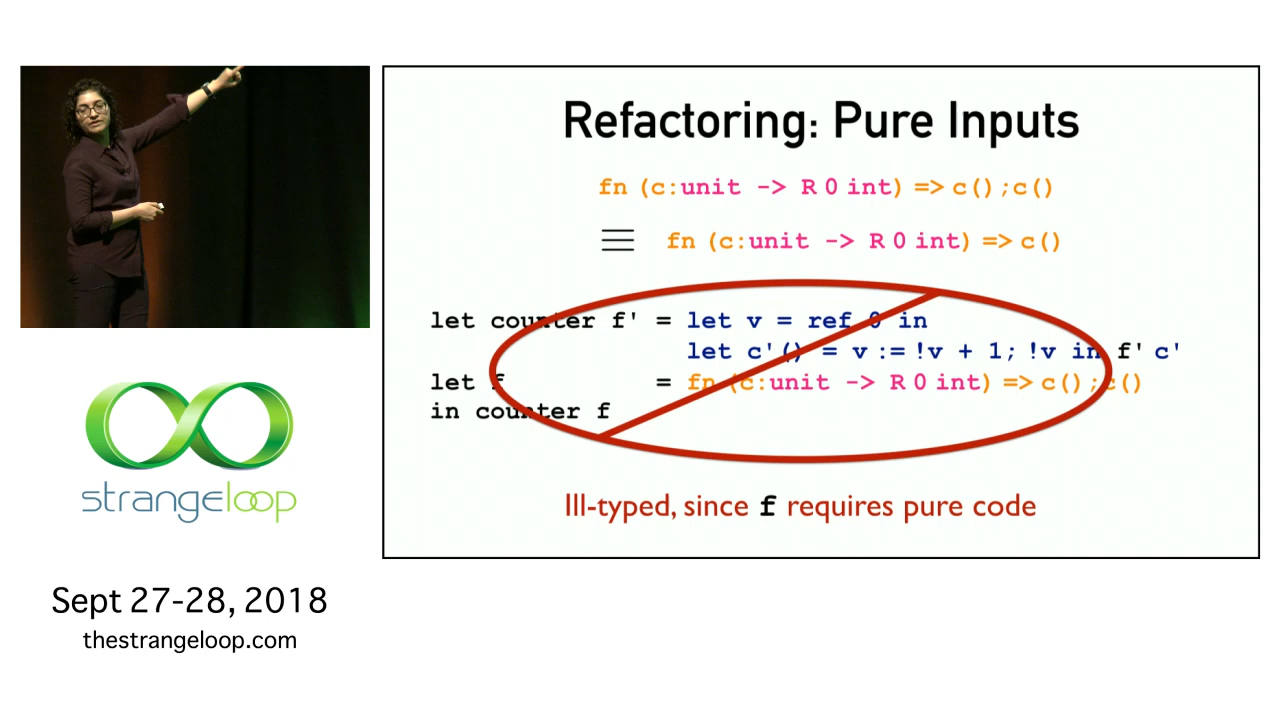 Refactoring: Pure Inputs
fn (c:unit -> R 0 int) => c();c()
≡ fn (c:unit -> R 0 int) => c()
let counter f' = let v = ref 0 in
let c'() = v := !v + 1; !v in f' c'
let f = fn (c:unit -> R 0 int) => c();c()
in counter f
Ill-typed, since f requires pure code
strangeloop
Sept 27-28, 2018
thestrangeloop.com